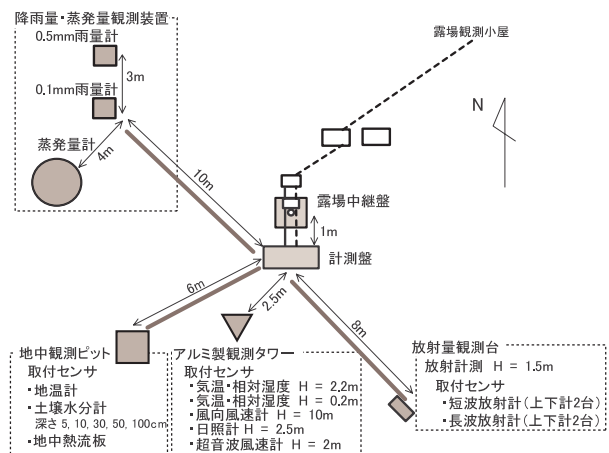 降雨量・蒸発量観測装置
0.5mm雨量計
3m
0.1mm雨量計
蒸発量計
4m
10m
露場観測小屋
N
露場中継盤
1m
計測盤
6m
2.5m
8m
地中観測ピット
取付センサ
・地温計
・土壌水分計
深さ 5, 10, 30, 50, 100cm
・地中熱流板
アルミ製観測タワー
取付センサ
・気温・相対湿度 H = 2.2m
・気温・相対湿度 H = 0.2m
・風向風速計 H = 10m
・日照計 H = 2.5m
・超音波風速計 H = 2m
放射量観測台
放射計測 H = 1.5m
取付センサ
・短波放射計(上下計2台)
・長波放射計(上下計2台)